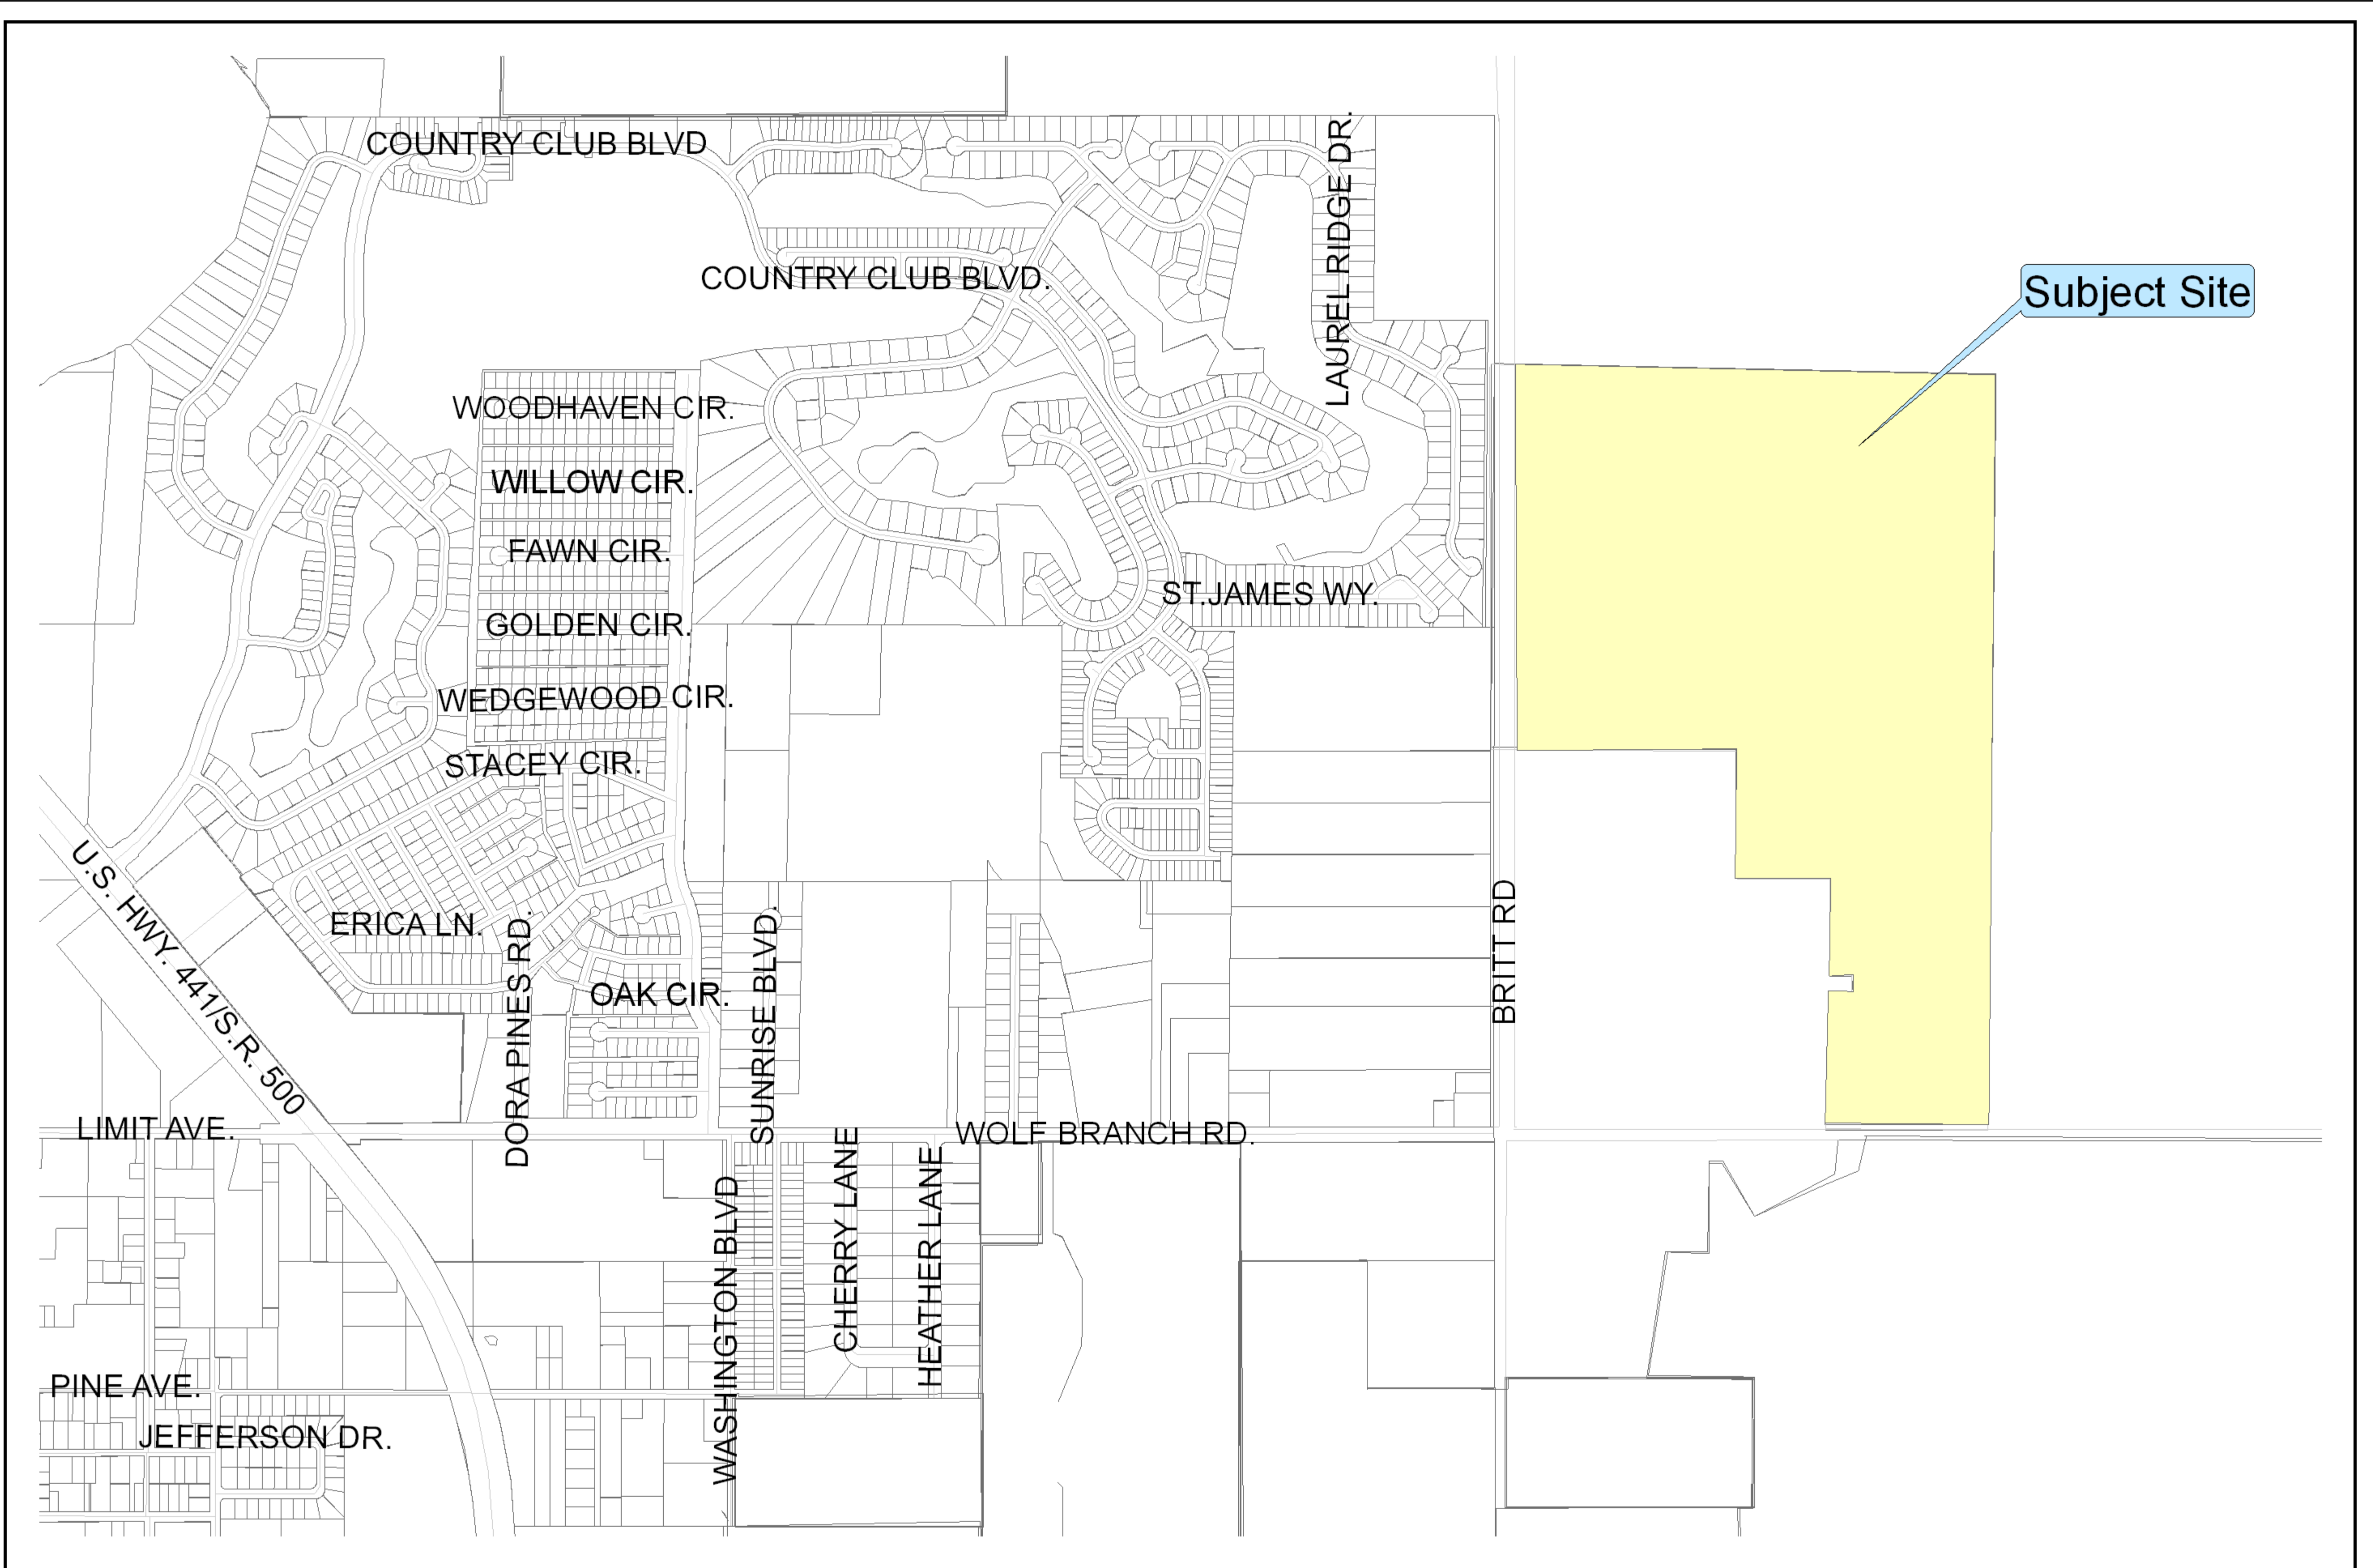 COUNTRY CLUB BLVD
LAUREL RIDGE DR.
COUNTRY CLUB BLVD.
Subject Site
WOODHAVEN CIR.
WILLOW CIR.
FAWN CIR.
ST.JAMES WY.
GOLDEN CIR.
WEDGEWOOD CIR.
STACEY CIR.
U.S. HWY. 441/S.R. 500
ERICA LN.
DORA PINES RD.
SUNRISE BLVD.
BRITT RD
OAK CIR.
LIMIT AVE.
WOLF BRANCH RD.
WASHINGTON BLVD
CHERRY LANE
HEATHER LANE
PINE AVE.
JEFFERSON DR.